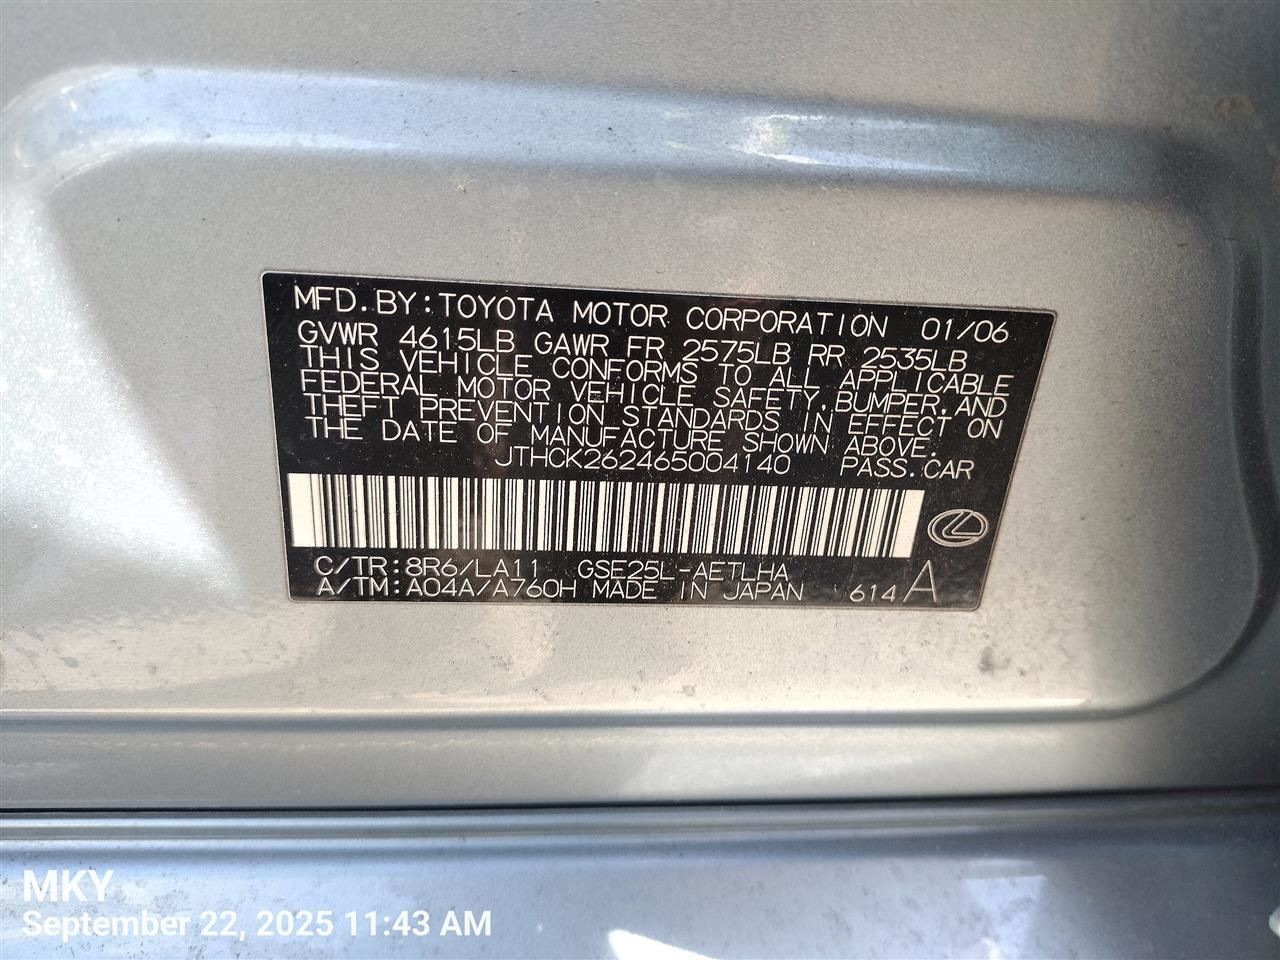 MFD.BY:TOYOTA MOTOR CORPORATION 01/06
GVWR 4615LB GAWR FR 2575LB RR 2535LB
THIS VEHICLE CONFORMS TO ALL APPLICABLE
FEDERAL MOTOR VEHICLE SAFETY,BUMPER,AND
THEFT PREVENTION STANDARDS IN EFFECT ON
THE DATE OF MANUFACTURE SHOWN ABOVE.
JTHCK262465004140 PASS.CAR
C/TR:8R6/LA11 GSE25L-AETLHA
A/TM:A04A/A760H MADE IN JAPAN 614 A
MKY
September 22, 2025 11:43 AM